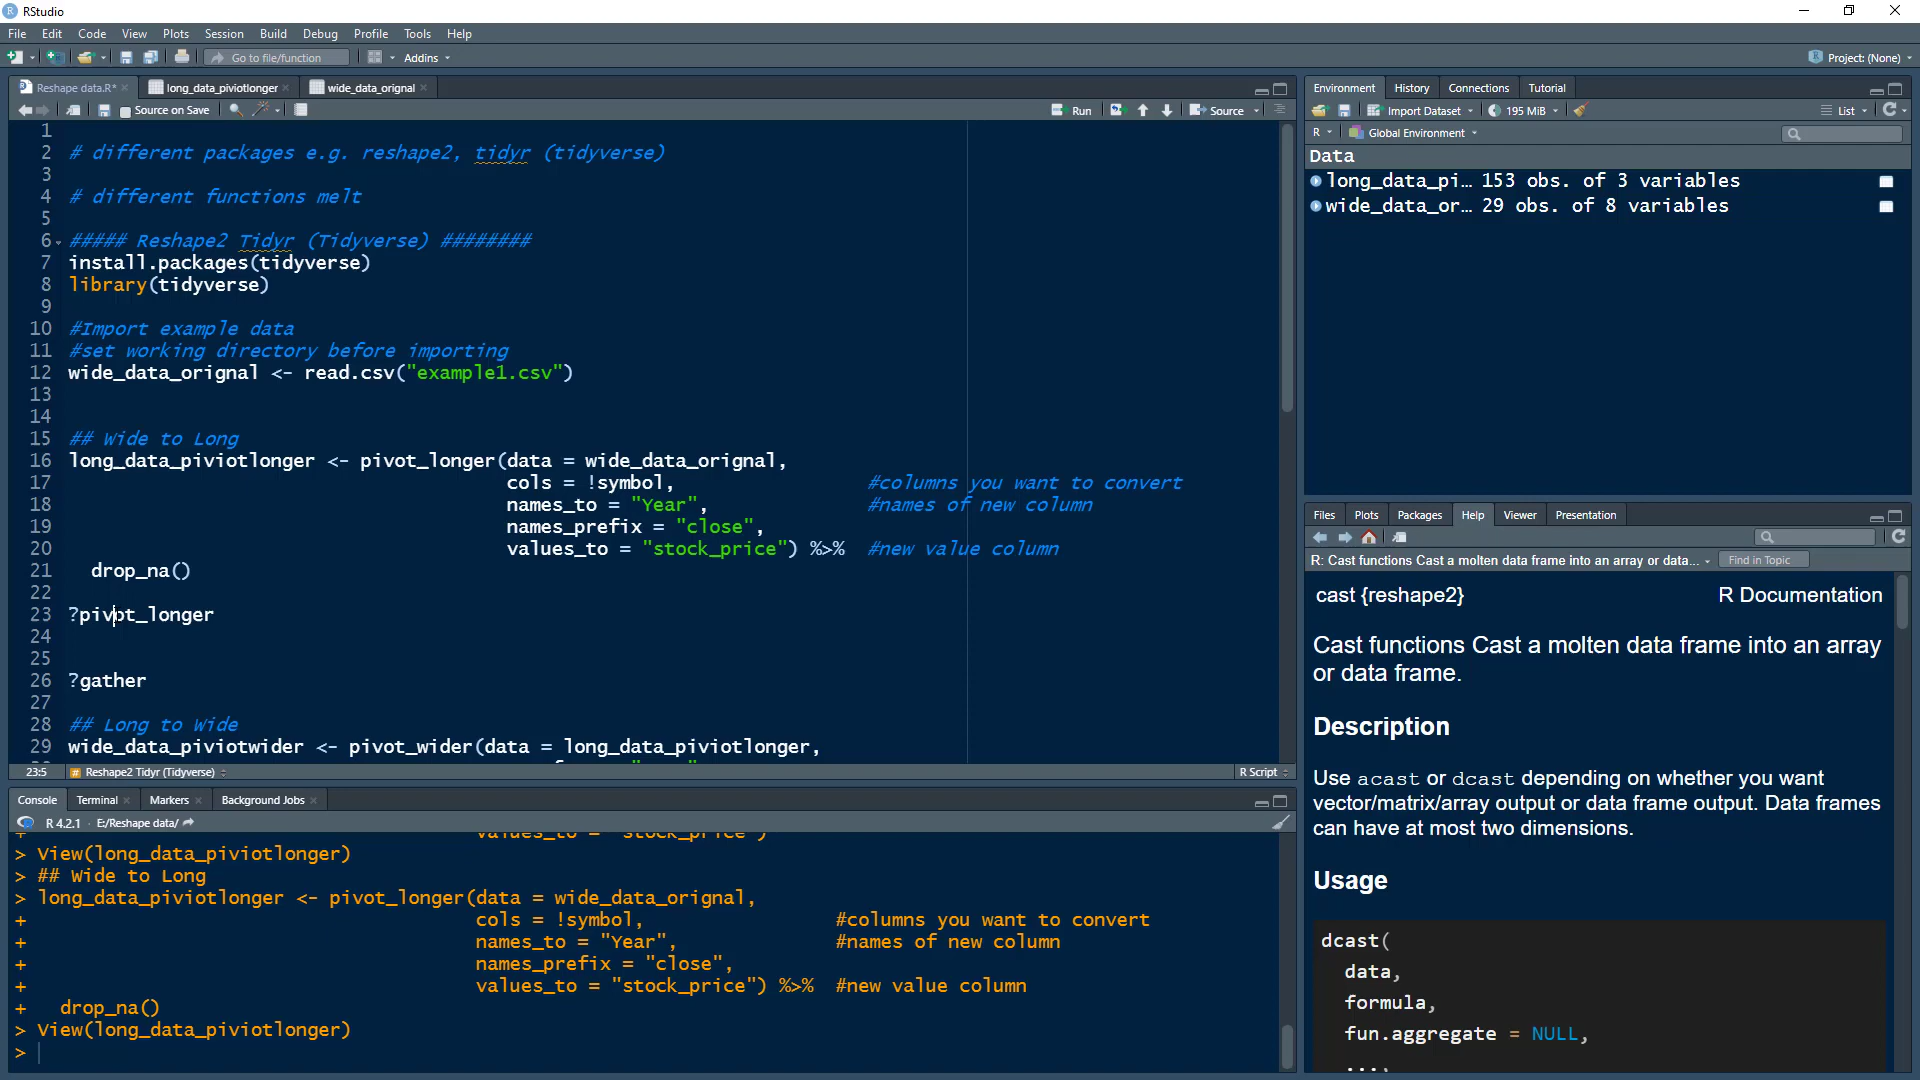 RStudio
File Edit Code View Plots Session Build Debug Profile Tools Help
Go to file/function Addins Project: (None)
Reshape data.R* long_data_piviotlonger wide_data_orignal
Source on Save Run Source
1
2 # different packages e.g. reshape2, tidyr (tidyverse)
3
4 # different functions melt
5
6 ##### Reshape2 Tidyr (Tidyverse) ########
7 install.packages(tidyverse)
8 library(tidyverse)
9
10 #Import example data
11 #set working directory before importing
12 wide_data_orignal <- read.csv("example1.csv")
13
14
15 ## Wide to Long
16 long_data_piviotlonger <- pivot_longer(data = wide_data_orignal,
17 cols = !symbol, #columns you want to convert
18 names_to = "Year", #names of new column
19 names_prefix = "close",
20 values_to = "stock_price") %>% #new value column
21 drop_na()
22
23 ?pivot_longer
24
25
26 ?gather
27
28 ## Long to Wide
29 wide_data_piviotwider <- pivot_wider(data = long_data_piviotlonger,
23:5 Reshape2 Tidyr (Tidyverse) R Script
Console Terminal Markers Background Jobs
R 4.2.1 · E:/Reshape data/
+ values_to = "stock_price")
> View(long_data_piviotlonger)
> ## Wide to Long
> long_data_piviotlonger <- pivot_longer(data = wide_data_orignal,
+ cols = !symbol, #columns you want to convert
+ names_to = "Year", #names of new column
+ names_prefix = "close",
+ values_to = "stock_price") %>% #new value column
+ drop_na()
> View(long_data_piviotlonger)
>
Environment History Connections Tutorial
Import Dataset 195 MiB List
R Global Environment
Data
long_data_pi… 153 obs. of 3 variables
wide_data_or… 29 obs. of 8 variables
Files Plots Packages Help Viewer Presentation
R: Cast functions Cast a molten data frame into an array or data... Find in Topic
cast {reshape2} R Documentation
Cast functions Cast a molten data frame into an array
or data frame.
Description
Use acast or dcast depending on whether you want
vector/matrix/array output or data frame output. Data frames
can have at most two dimensions.
Usage
dcast(
data,
formula,
fun.aggregate = NULL,
...,